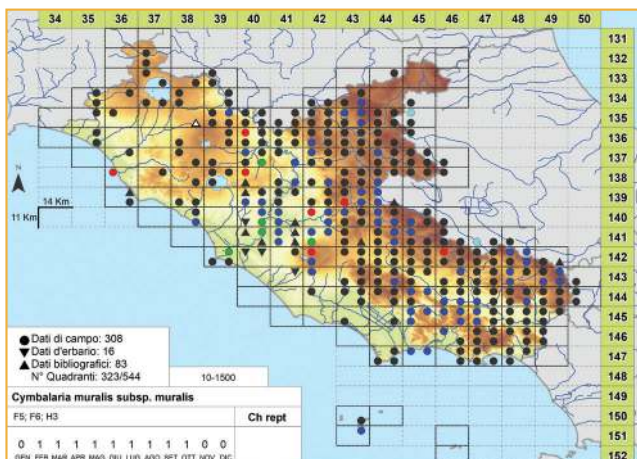 34 35 36 37 38 39 40 41 42 43 44 45 46 47 48 49 50
131
132
133
134
135
136
137
138
139
140
141
142
143
144
145
146
147
148
150
151
152
N
14 Km
11 Km
Dati di campo: 308
Dati d'erbario: 16
Dati bibliografici: 83
N° Quadranti: 323/544
10-1500
Cymbalaria muralis subsp. muralis
F5; F6; H3
Ch rept
0 1 1 1 1 1 1 1 1 1 0 0
GEN FEB MAR APR MAG GIU LUG AGO SET OTT NOV DIC